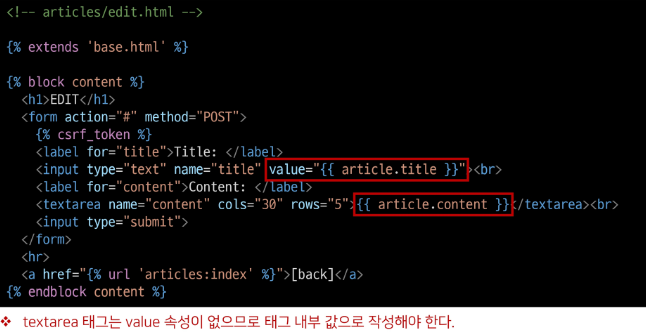 <!-- articles/edit.html -->
{% extends 'base.html' %}
{% block content %}
<h1>EDIT</h1>
<form action="#" method="POST">
{% csrf_token %}
<label for="title">Title: </label>
<input type="text" name="title" value="{{ article.title }}"><br>
<label for="content">Content: </label>
<textarea name="content" cols="30" rows="5">{{ article.content }}</textarea><br>
<input type="submit">
</form>
<hr>
<a href="{% url 'articles:index' %}">[back]</a>
{% endblock content %}
❖ textarea 태그는 value 속성이 없으므로 태그 내부 값으로 작성해야 한다.